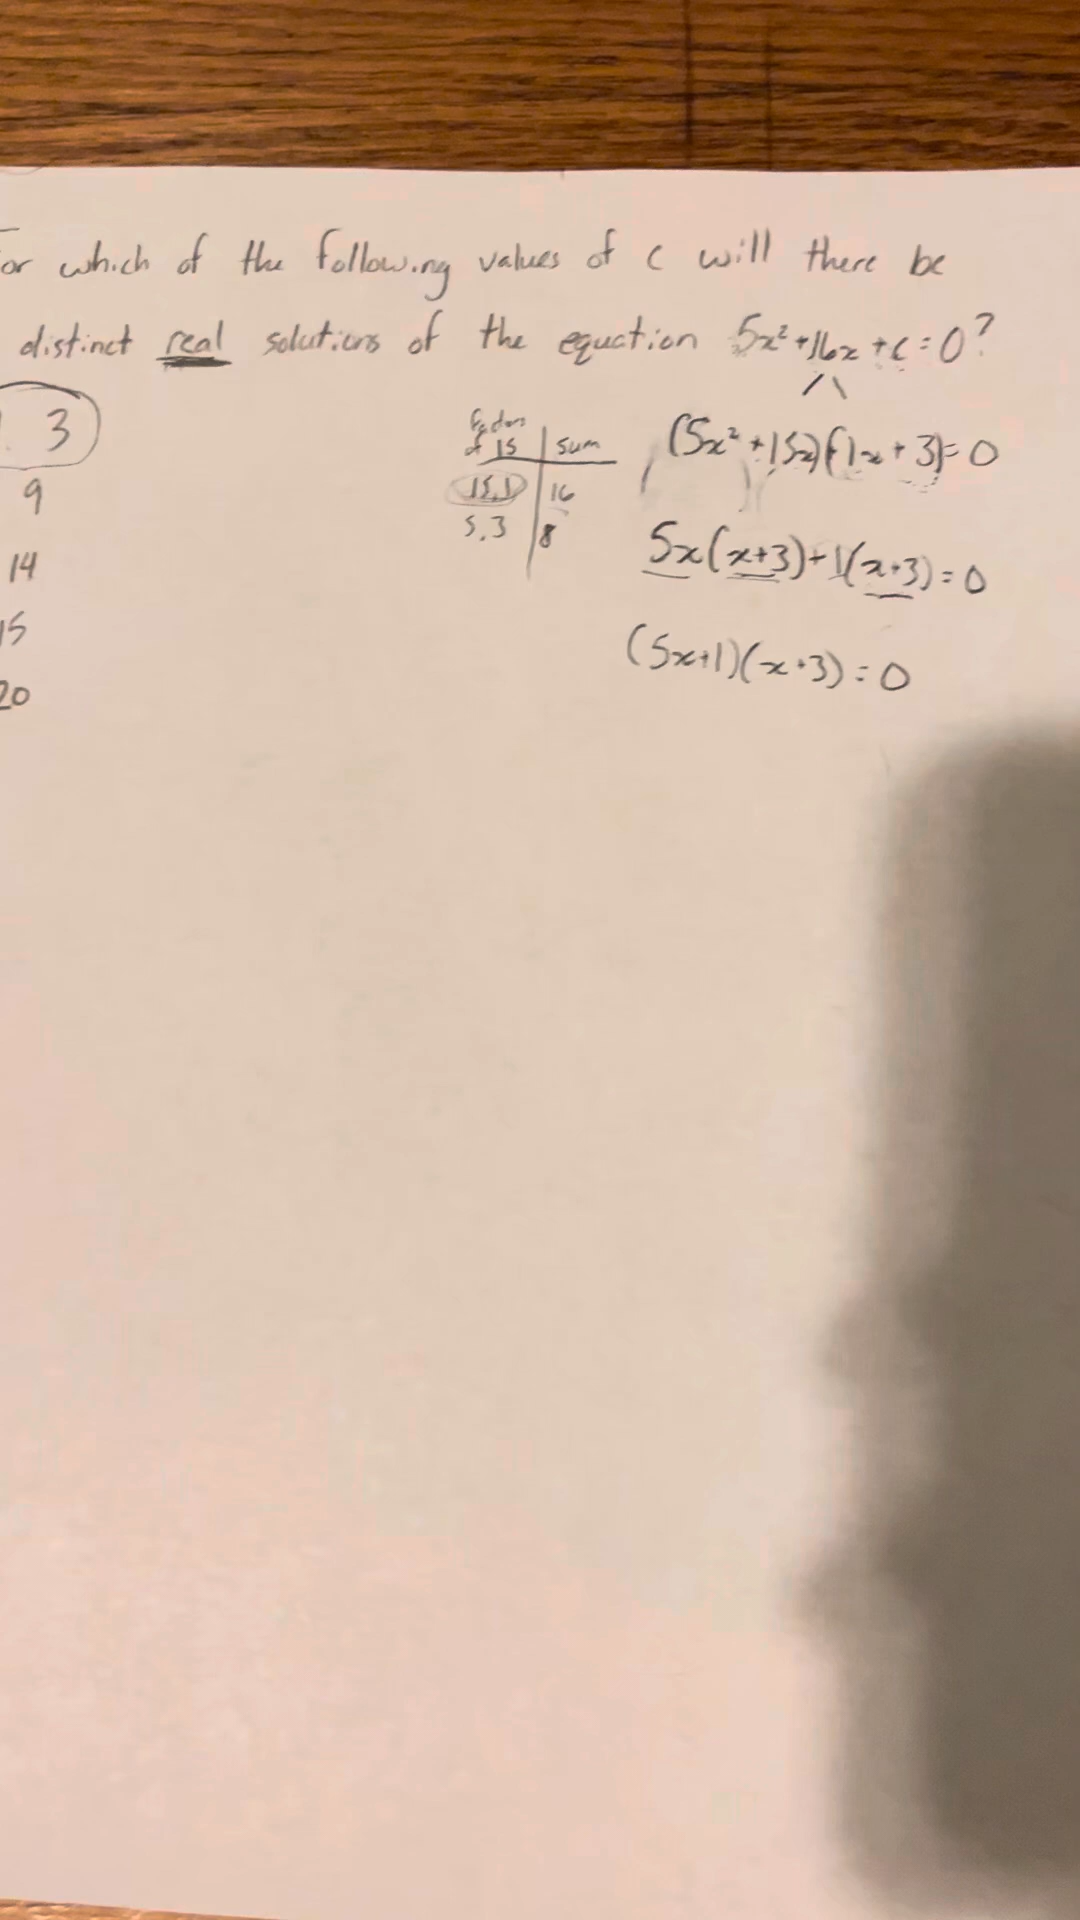 or which of the following values of c will there be
distinct real solutions of the equation 5x² + 16x + c = 0?
3
9
14
15
20
factors of 15 | sum
15, 1 | 16
5, 3 | 8
(5x² + 15x)(+1x + 3) = 0
5x(x+3) + 1(x+3) = 0
(5x+1)(x+3) = 0